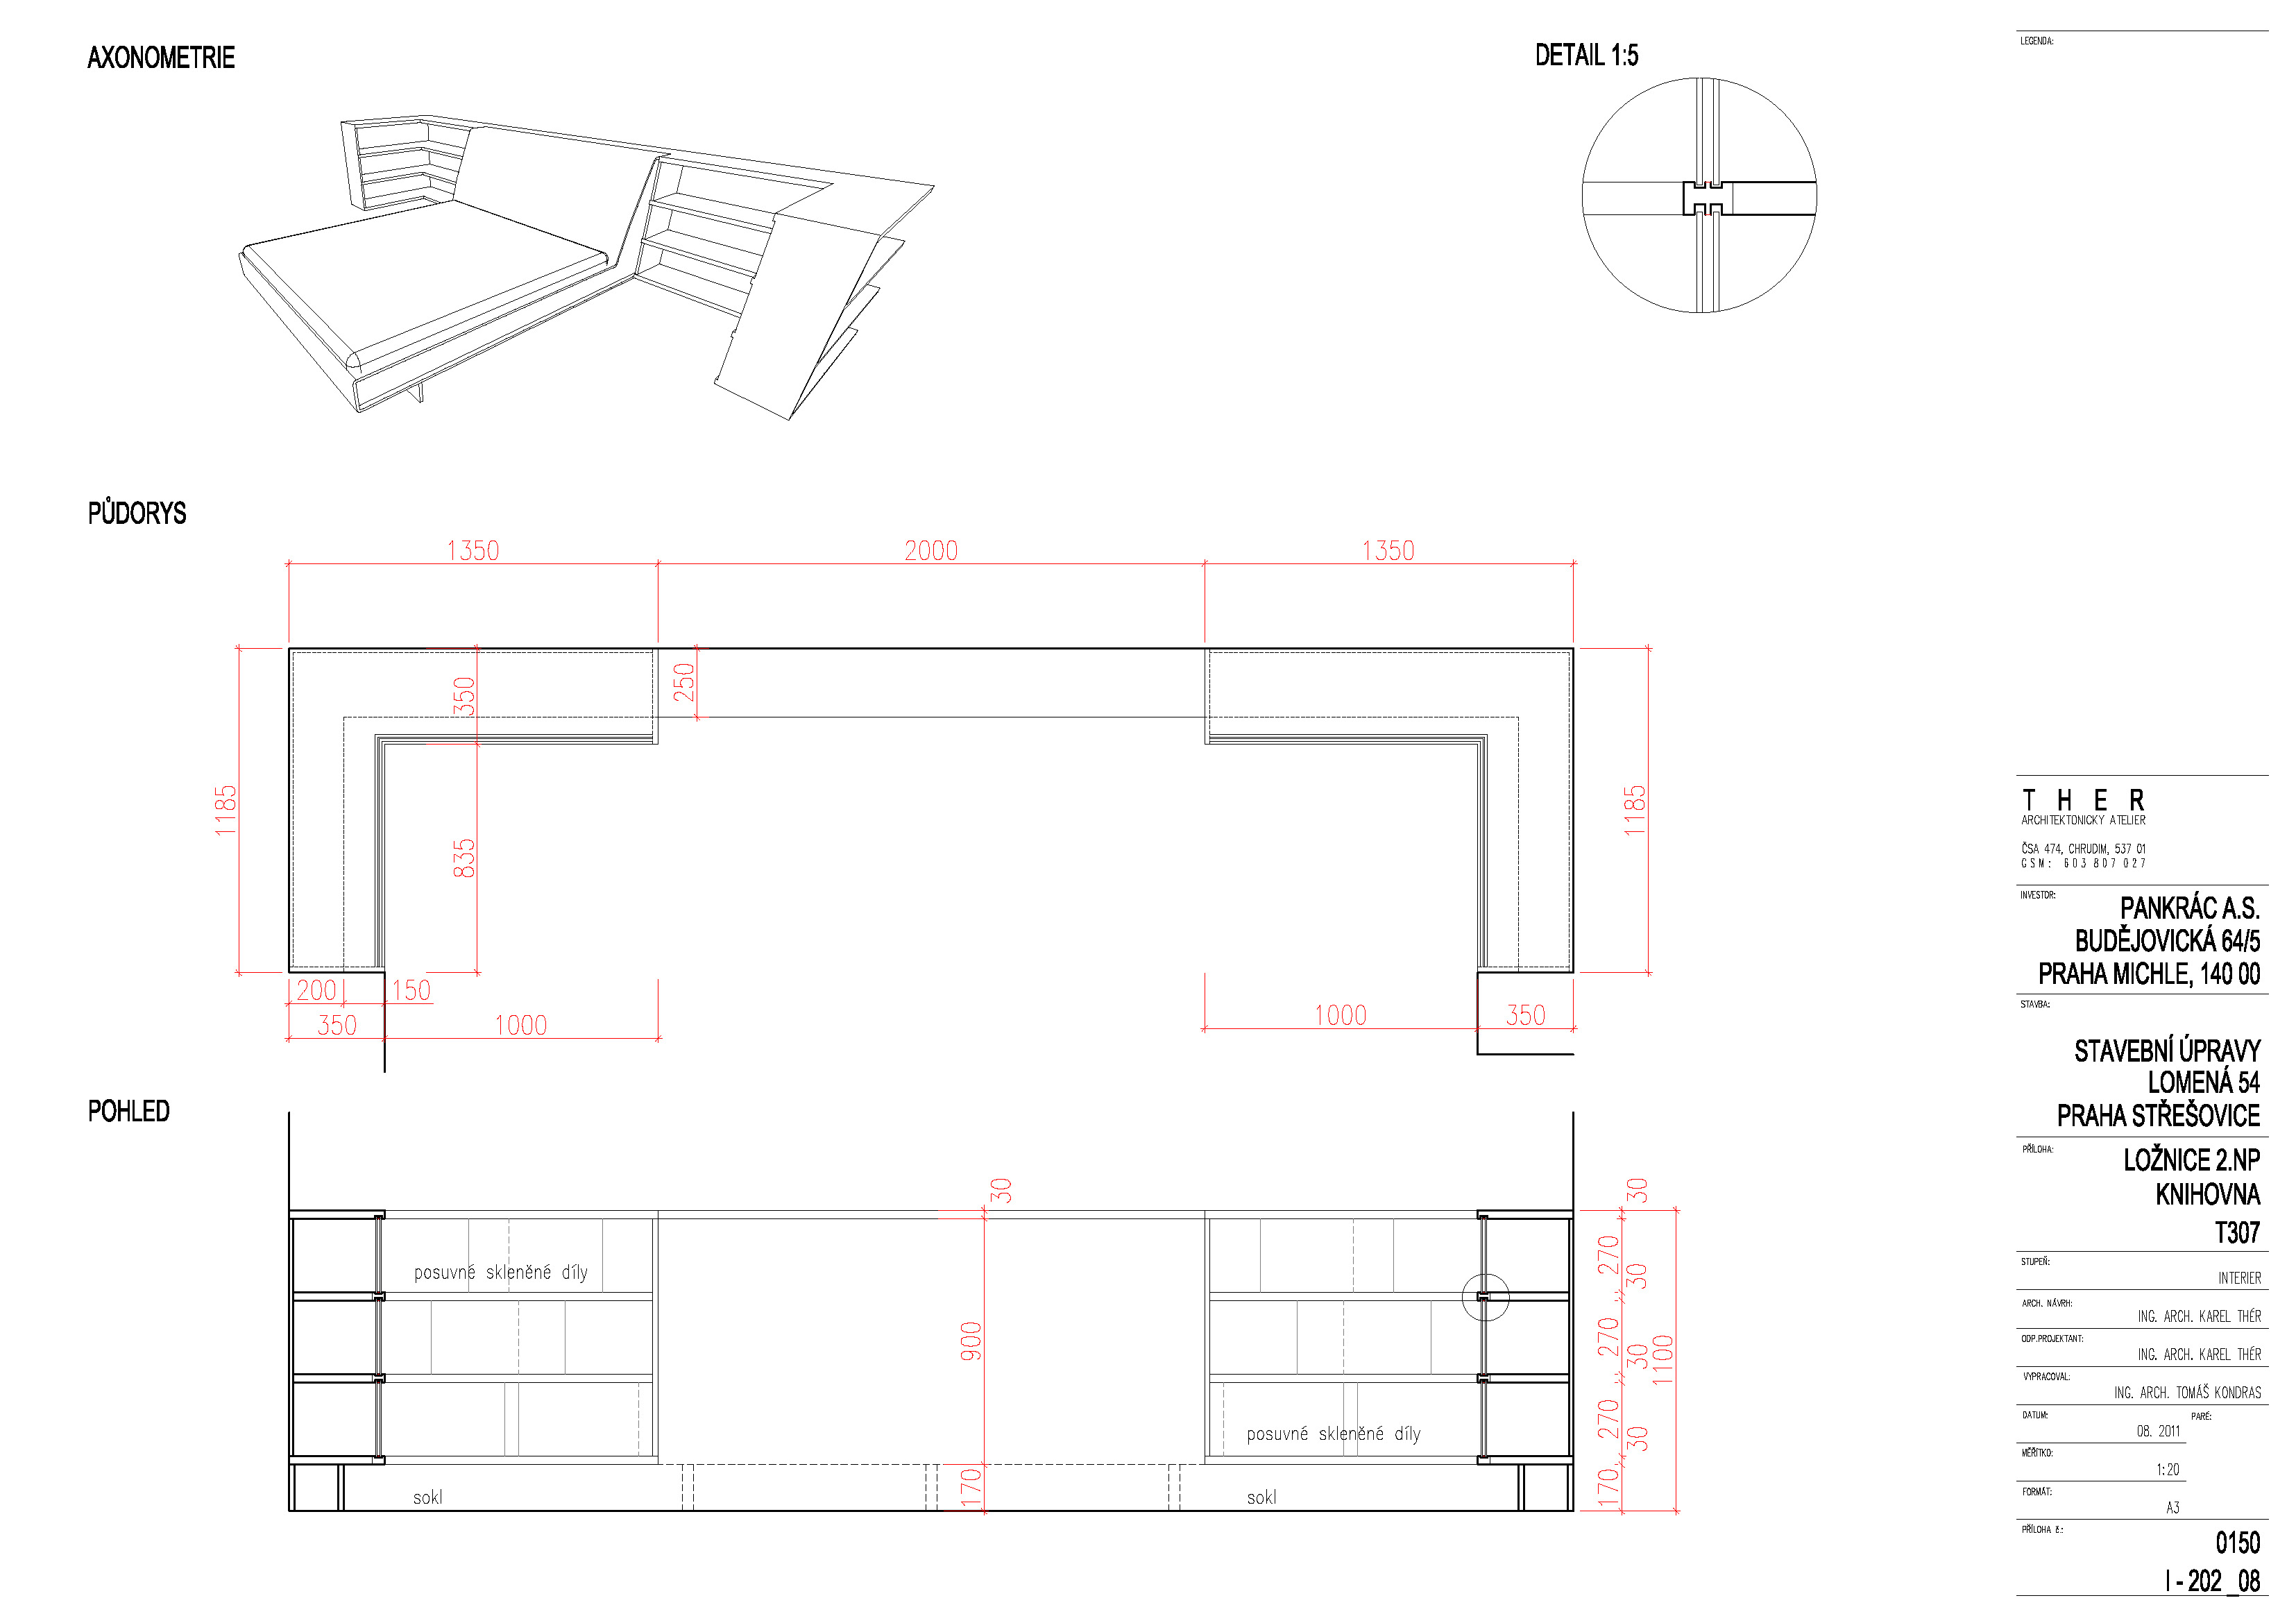 AXONOMETRIE
DETAIL 1:5
PŮDORYS
1350
2000
1350
350
250
1185
835
1185
200
150
350
1000
1000
350
POHLED
30
30
270
30
posuvné skleněné díly
900
270
30
1100
270
30
posuvné skleněné díly
170
170
sokl
sokl
LEGENDA:
T H E R
ARCHITEKTONICKY ATELIER
ČSA 474, CHRUDIM, 537 01
GSM: 603 807 027
INVESTOR:
PANKRÁC A.S.
BUDĚJOVICKÁ 64/5
PRAHA MICHLE, 140 00
STAVBA:
STAVEBNÍ ÚPRAVY
LOMENÁ 54
PRAHA STŘEŠOVICE
PŘÍLOHA:
LOŽNICE 2.NP
KNIHOVNA
T307
STUPEŇ:
INTERIER
ARCH. NÁVRH:
ING. ARCH. KAREL THÉR
ODP.PROJEKTANT:
ING. ARCH. KAREL THÉR
VYPRACOVAL:
ING. ARCH. TOMÁŠ KONDRAS
DATUM:
PARÉ:
08. 2011
MĚŘÍTKO:
1:20
FORMÁT:
A3
PŘÍLOHA č.:
0150
I - 202 _08